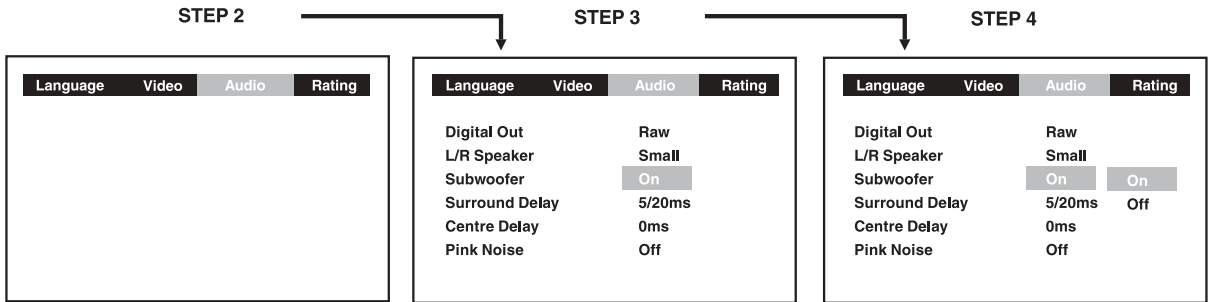 STEP 2
STEP 3
STEP 4
Language Video Audio Rating
Language Video Audio Rating
Digital Out Raw
L/R Speaker Small
Subwoofer On
Surround Delay 5/20ms
Centre Delay 0ms
Pink Noise Off
Language Video Audio Rating
Digital Out Raw
L/R Speaker Small
Subwoofer On On
Surround Delay 5/20ms Off
Centre Delay 0ms
Pink Noise Off